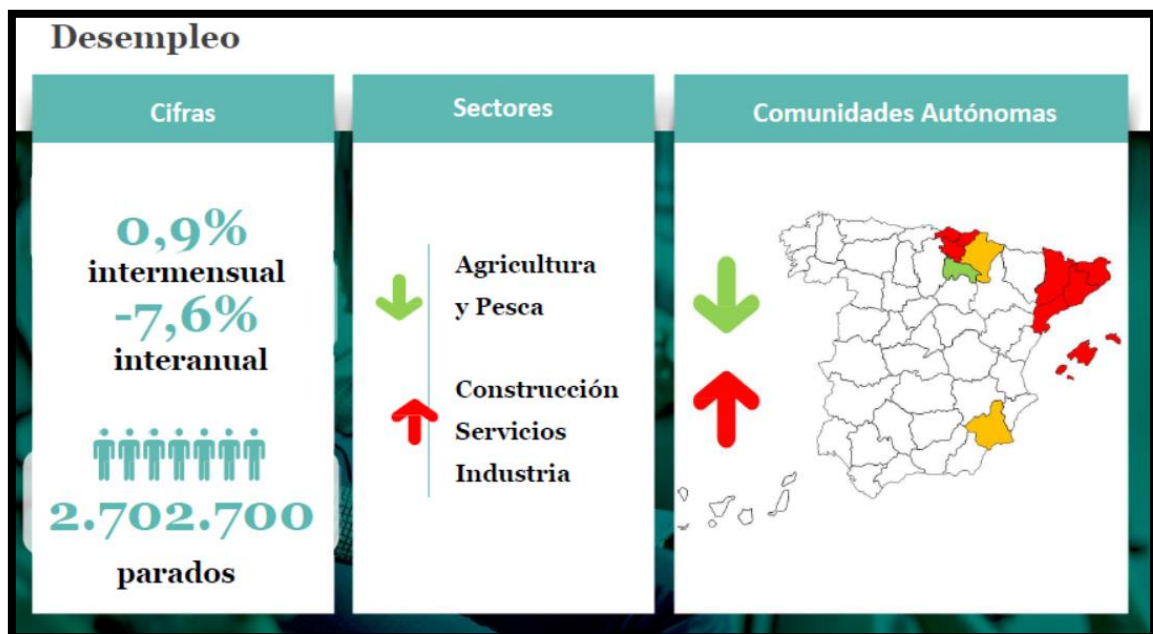 Desempleo
Cifras
0,9%
intermensual
-7,6%
interanual
2.702.700
parados
Sectores
Agricultura
y Pesca
Construcción
Servicios
Industria
Comunidades Autónomas